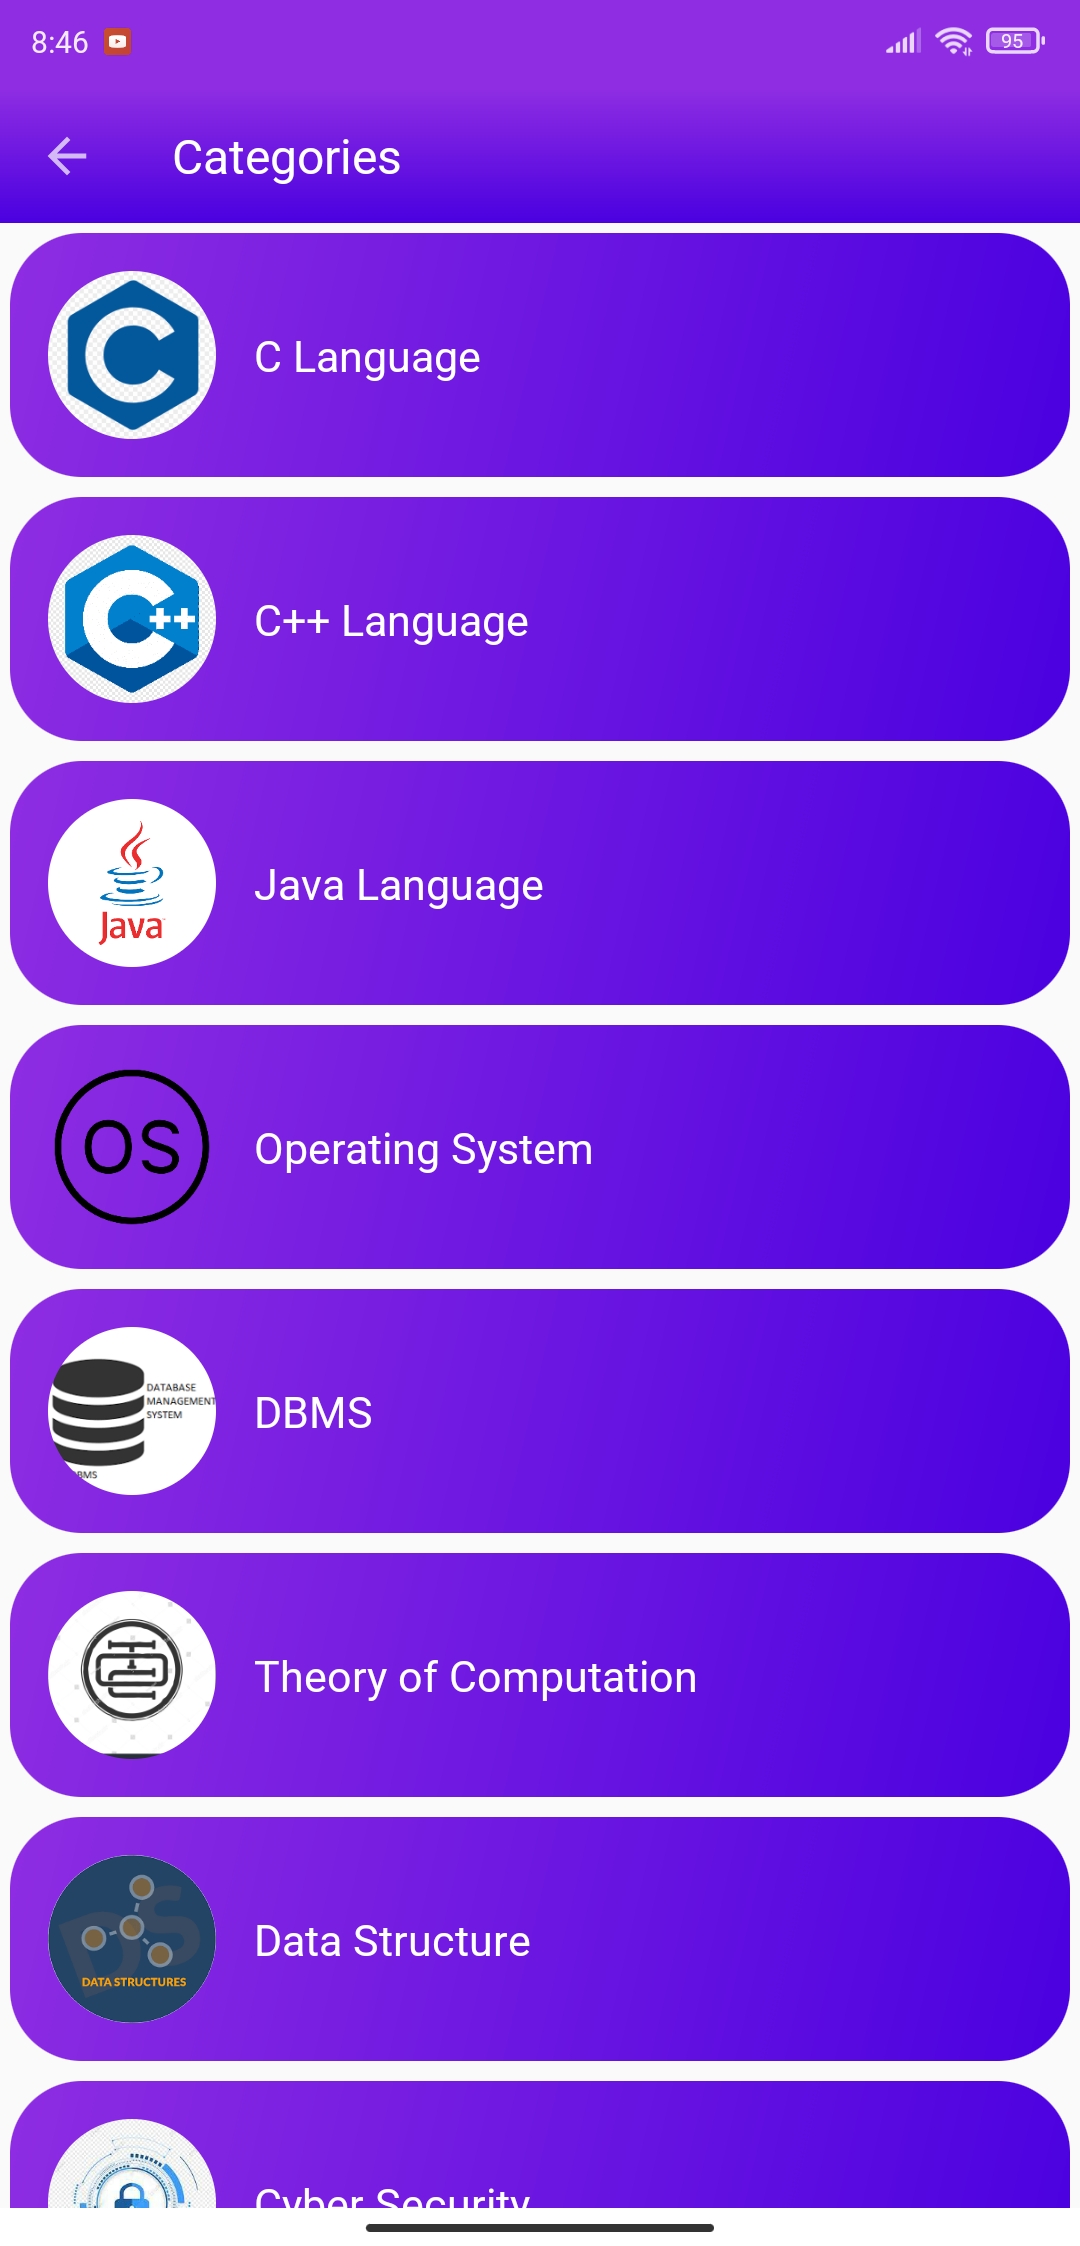 8:46
95
Categories
C Language
C++ Language
Java
Java Language
OS
Operating System
DATABASE
MANAGEMENT
SYSTEM
BMS
DBMS
Theory of Computation
DS
DATA STRUCTURES
Data Structure
Cyber Security